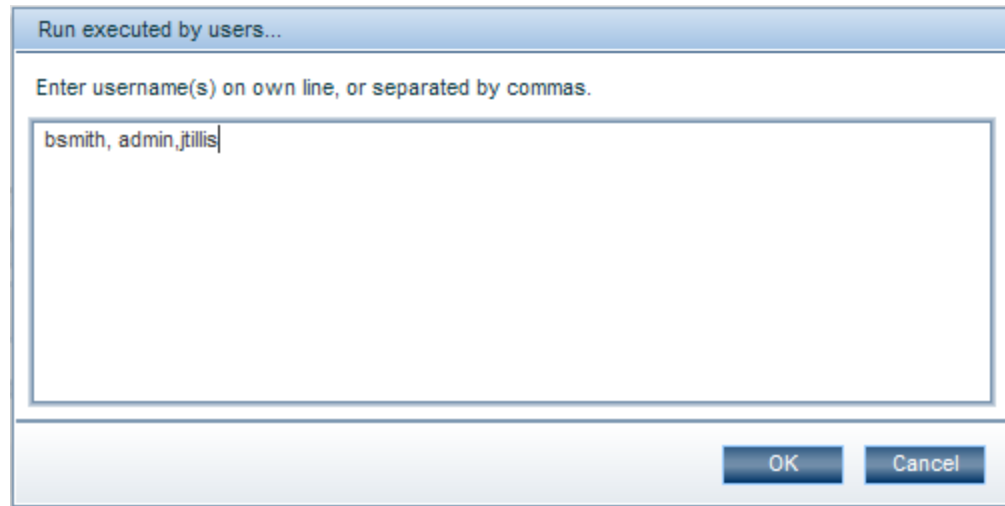 Run executed by users...
Enter username(s) on own line, or separated by commas.
bsmith, admin,jtillis
OK Cancel